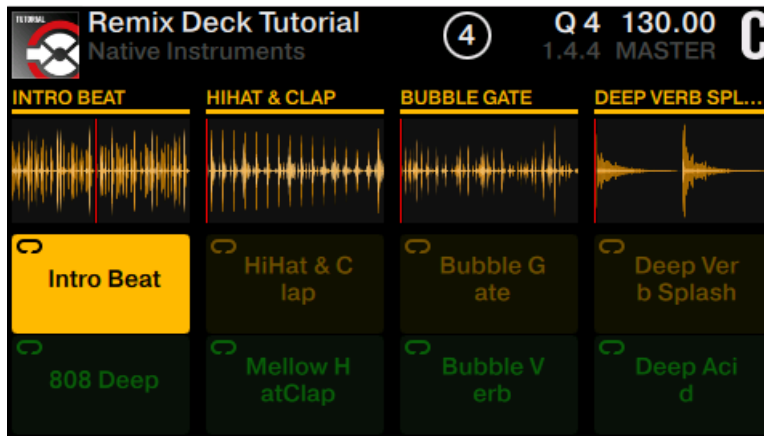 TUTORIAL
Remix Deck Tutorial
Native Instruments
4
Q 4 130.00
1.4.4 MASTER
C
INTRO BEAT
HIHAT & CLAP
BUBBLE GATE
DEEP VERB SPL...
Intro Beat
HiHat & C
lap
Bubble G
ate
Deep Ver
b Splash
808 Deep
Mellow H
atClap
Bubble V
erb
Deep Aci
d